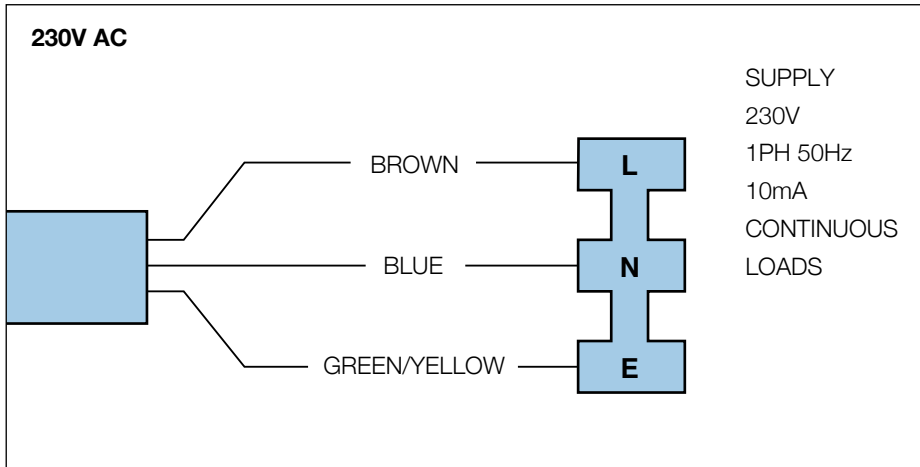 230V AC
BROWN
L
BLUE
N
GREEN/YELLOW
E
SUPPLY
230V
1PH 50Hz
10mA
CONTINUOUS
LOADS